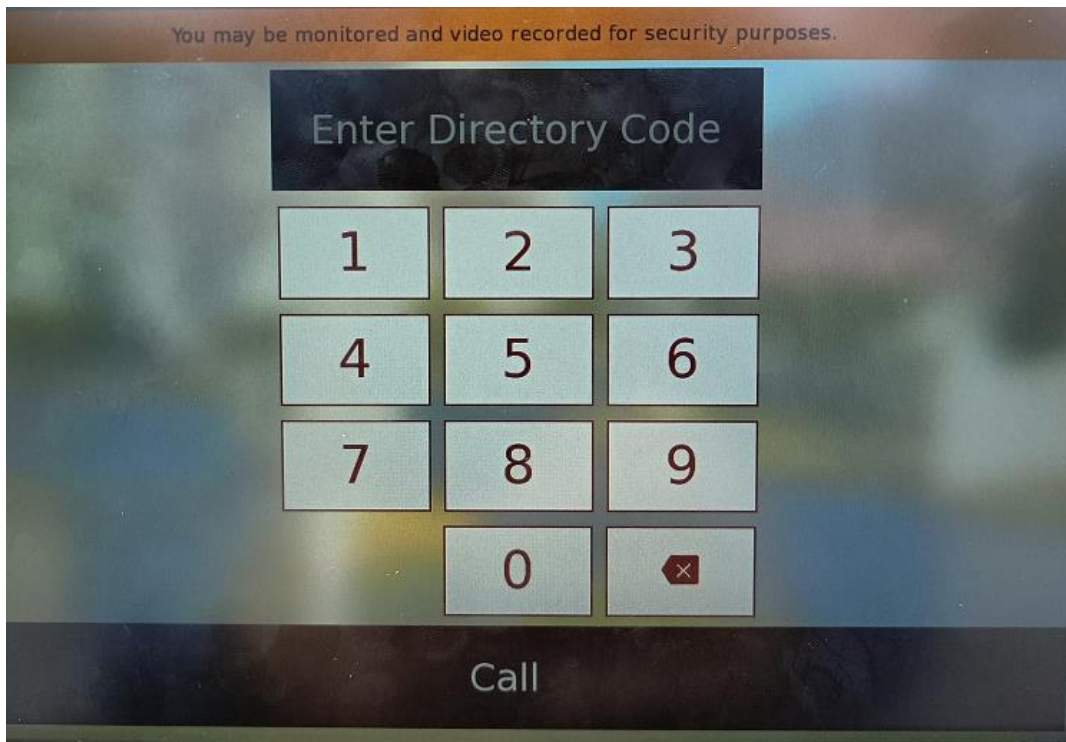 You may be monitored and video recorded for security purposes.
Enter Directory Code
1 2 3
4 5 6
7 8 9
0
Call